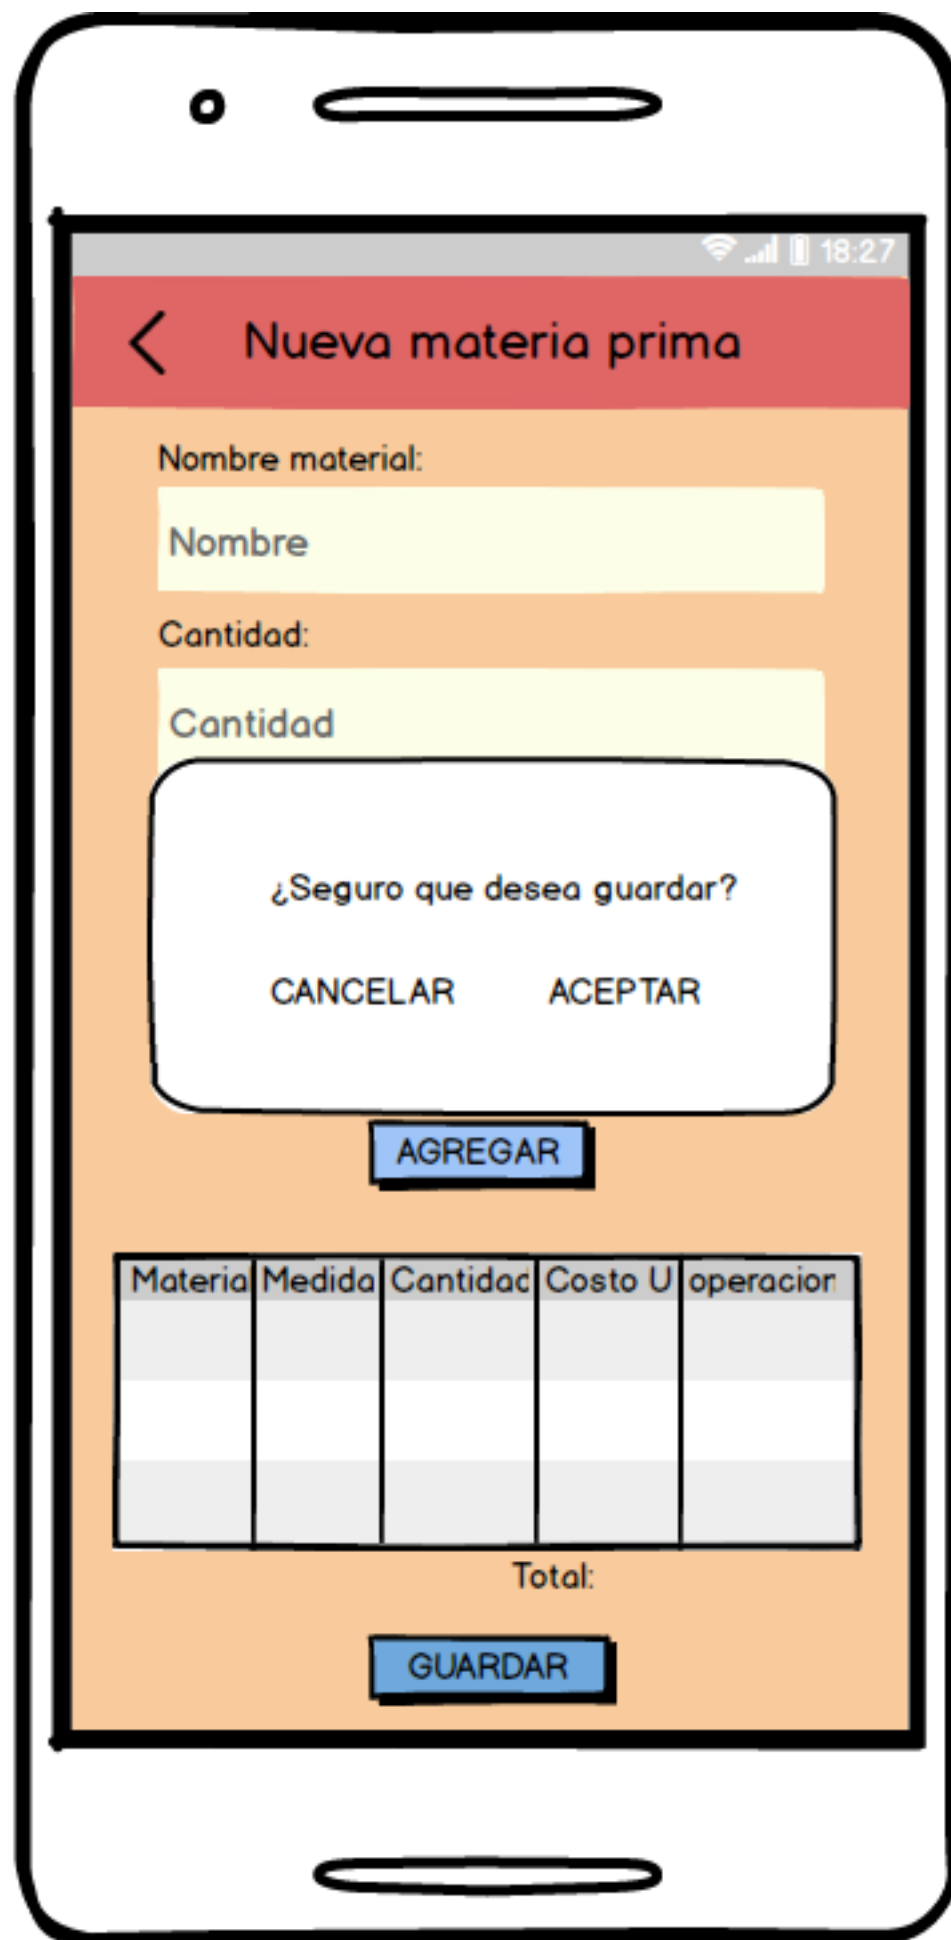 18:27
Nueva materia prima
Nombre material:
Nombre
Cantidad:
Cantidad
¿Seguro que desea guardar?
CANCELAR ACEPTAR
AGREGAR
Materia Medida Cantidad Costo U operacion
Total:
GUARDAR